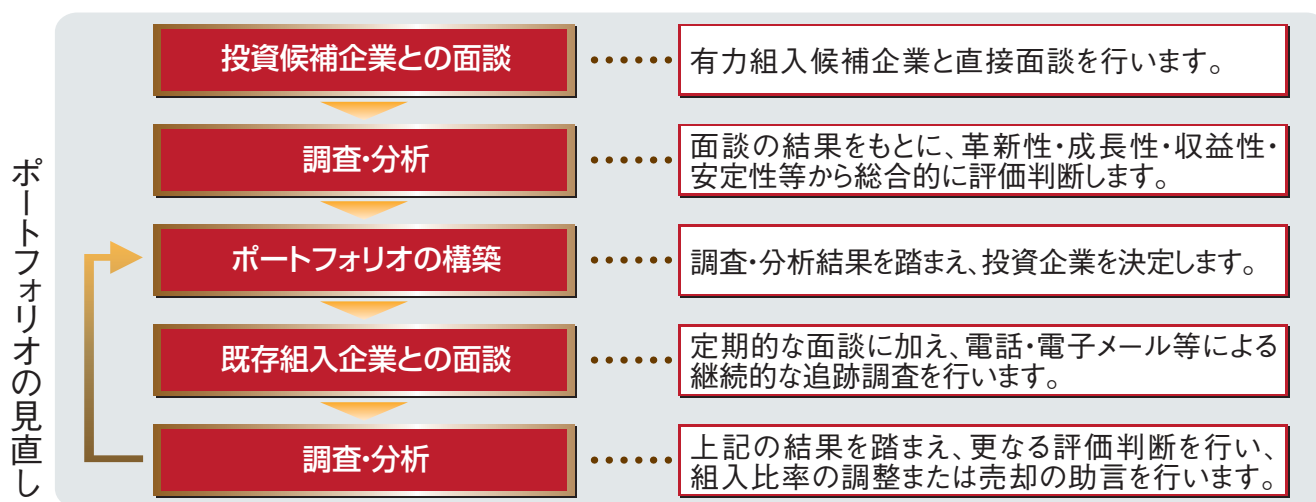 投資候補企業との面談
有力組入候補企業と直接面談を行います。
調査・分析
面談の結果をもとに、革新性・成長性・収益性・
安定性等から総合的に評価判断します。
ポートフォリオの構築
調査・分析結果を踏まえ、投資企業を決定します。
既存組入企業との面談
定期的な面談に加え、電話・電子メール等による
継続的な追跡調査を行います。
調査・分析
上記の結果を踏まえ、更なる評価判断を行い、
組入比率の調整または売却の助言を行います。
ポートフォリオの見直し